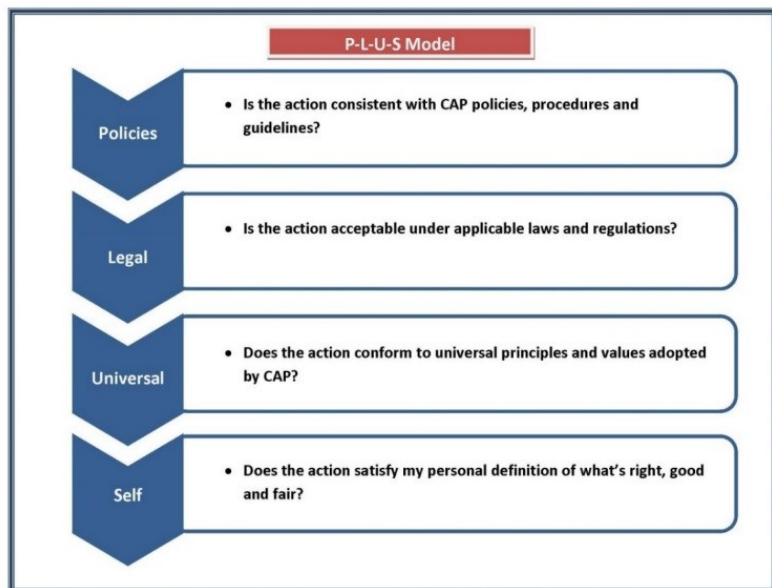 P-L-U-S Model
Policies
• Is the action consistent with CAP policies, procedures and
guidelines?
Legal
• Is the action acceptable under applicable laws and regulations?
Universal
• Does the action conform to universal principles and values adopted
by CAP?
Self
• Does the action satisfy my personal definition of what’s right, good
and fair?